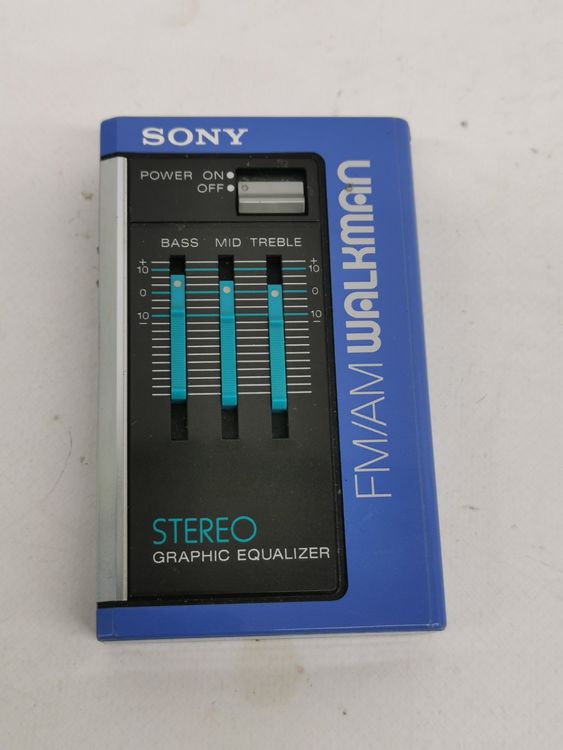 SONY
POWER ON
OFF
BASS MID TREBLE
+ +
10 10
0 0
10 10
- -
STEREO
GRAPHIC EQUALIZER
FM/AM WALKMAN